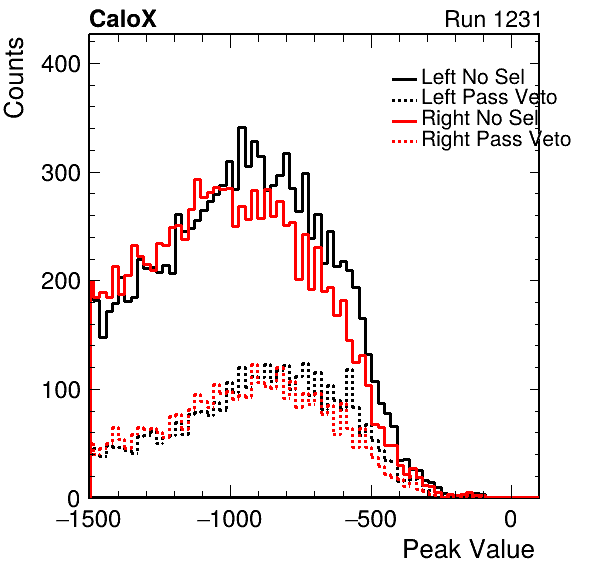 CaloX Run 1231
Counts
400
300
200
100
0
Left No Sel
Left Pass Veto
Right No Sel
Right Pass Veto
−1500 −1000 −500 0
Peak Value